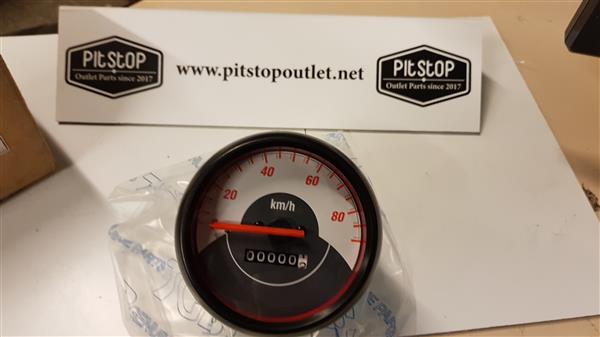 PitStop
Outlet Parts since 2017
www.pitstopoutlet.net
PitStop
Outlet Parts since 2017
20 40 60 80
km/h
00000